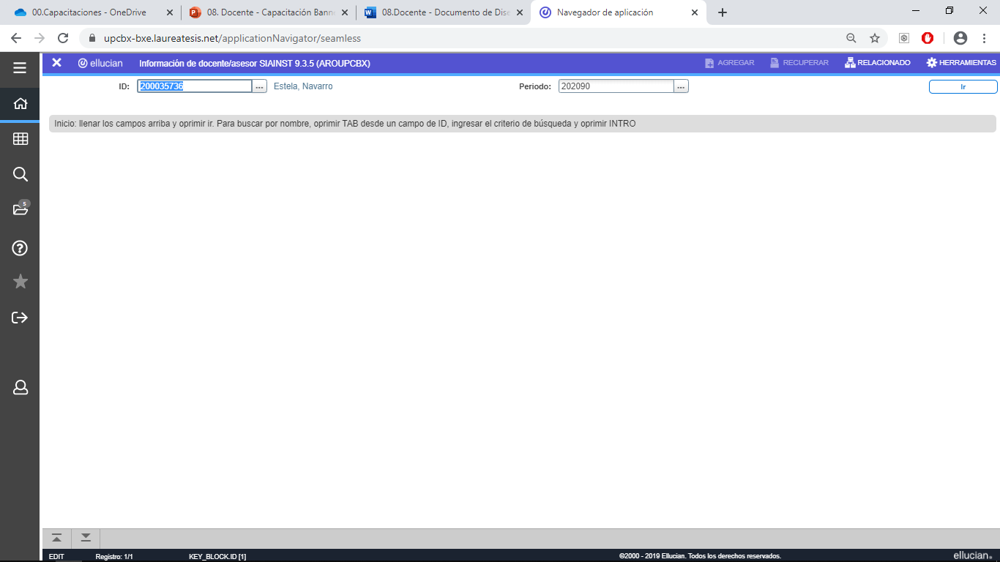 00.Capacitaciones - OneDrive
08. Docente - Capacitación Bann
08.Docente - Documento de Dise
Navegador de aplicación
upcbx-bxe.laureatesis.net/applicationNavigator/seamless
ellucian Información de docente/asesor SIAINST 9.3.5 (AROUPCBX) AGREGAR RECUPERAR RELACIONADO HERRAMIENTAS
ID: 200035736 ... Estela, Navarro Periodo: 202090 ... Ir
Inicio: llenar los campos arriba y oprimir ir. Para buscar por nombre, oprimir TAB desde un campo de ID, ingresar el criterio de búsqueda y oprimir INTRO
5
EDIT Registro: 1/1 KEY_BLOCK.ID [1] ©2000 - 2019 Ellucian. Todos los derechos reservados. ellucian.